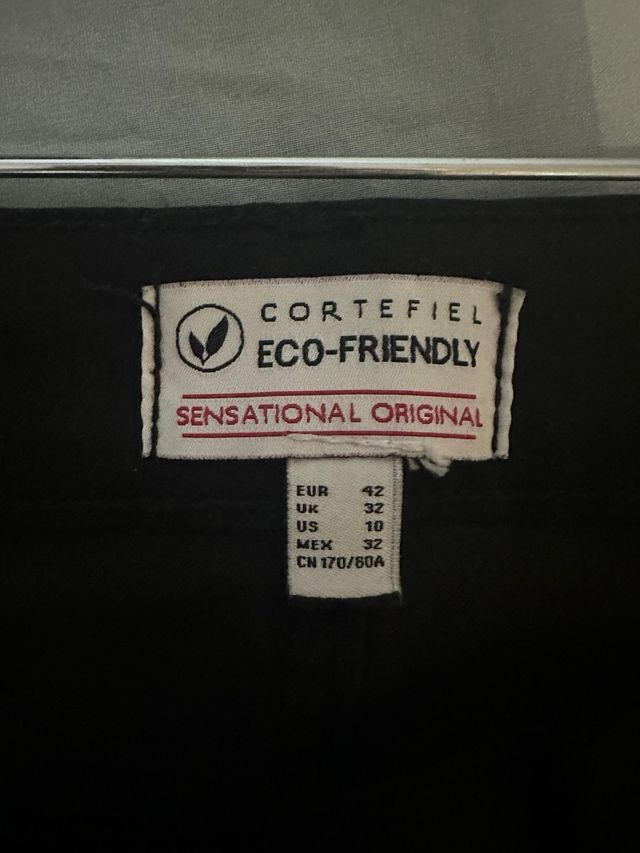 CORTEFIEL
ECO-FRIENDLY
SENSATIONAL ORIGINAL
EUR 42
UK 32
US 10
MEX 32
CN 170/80A